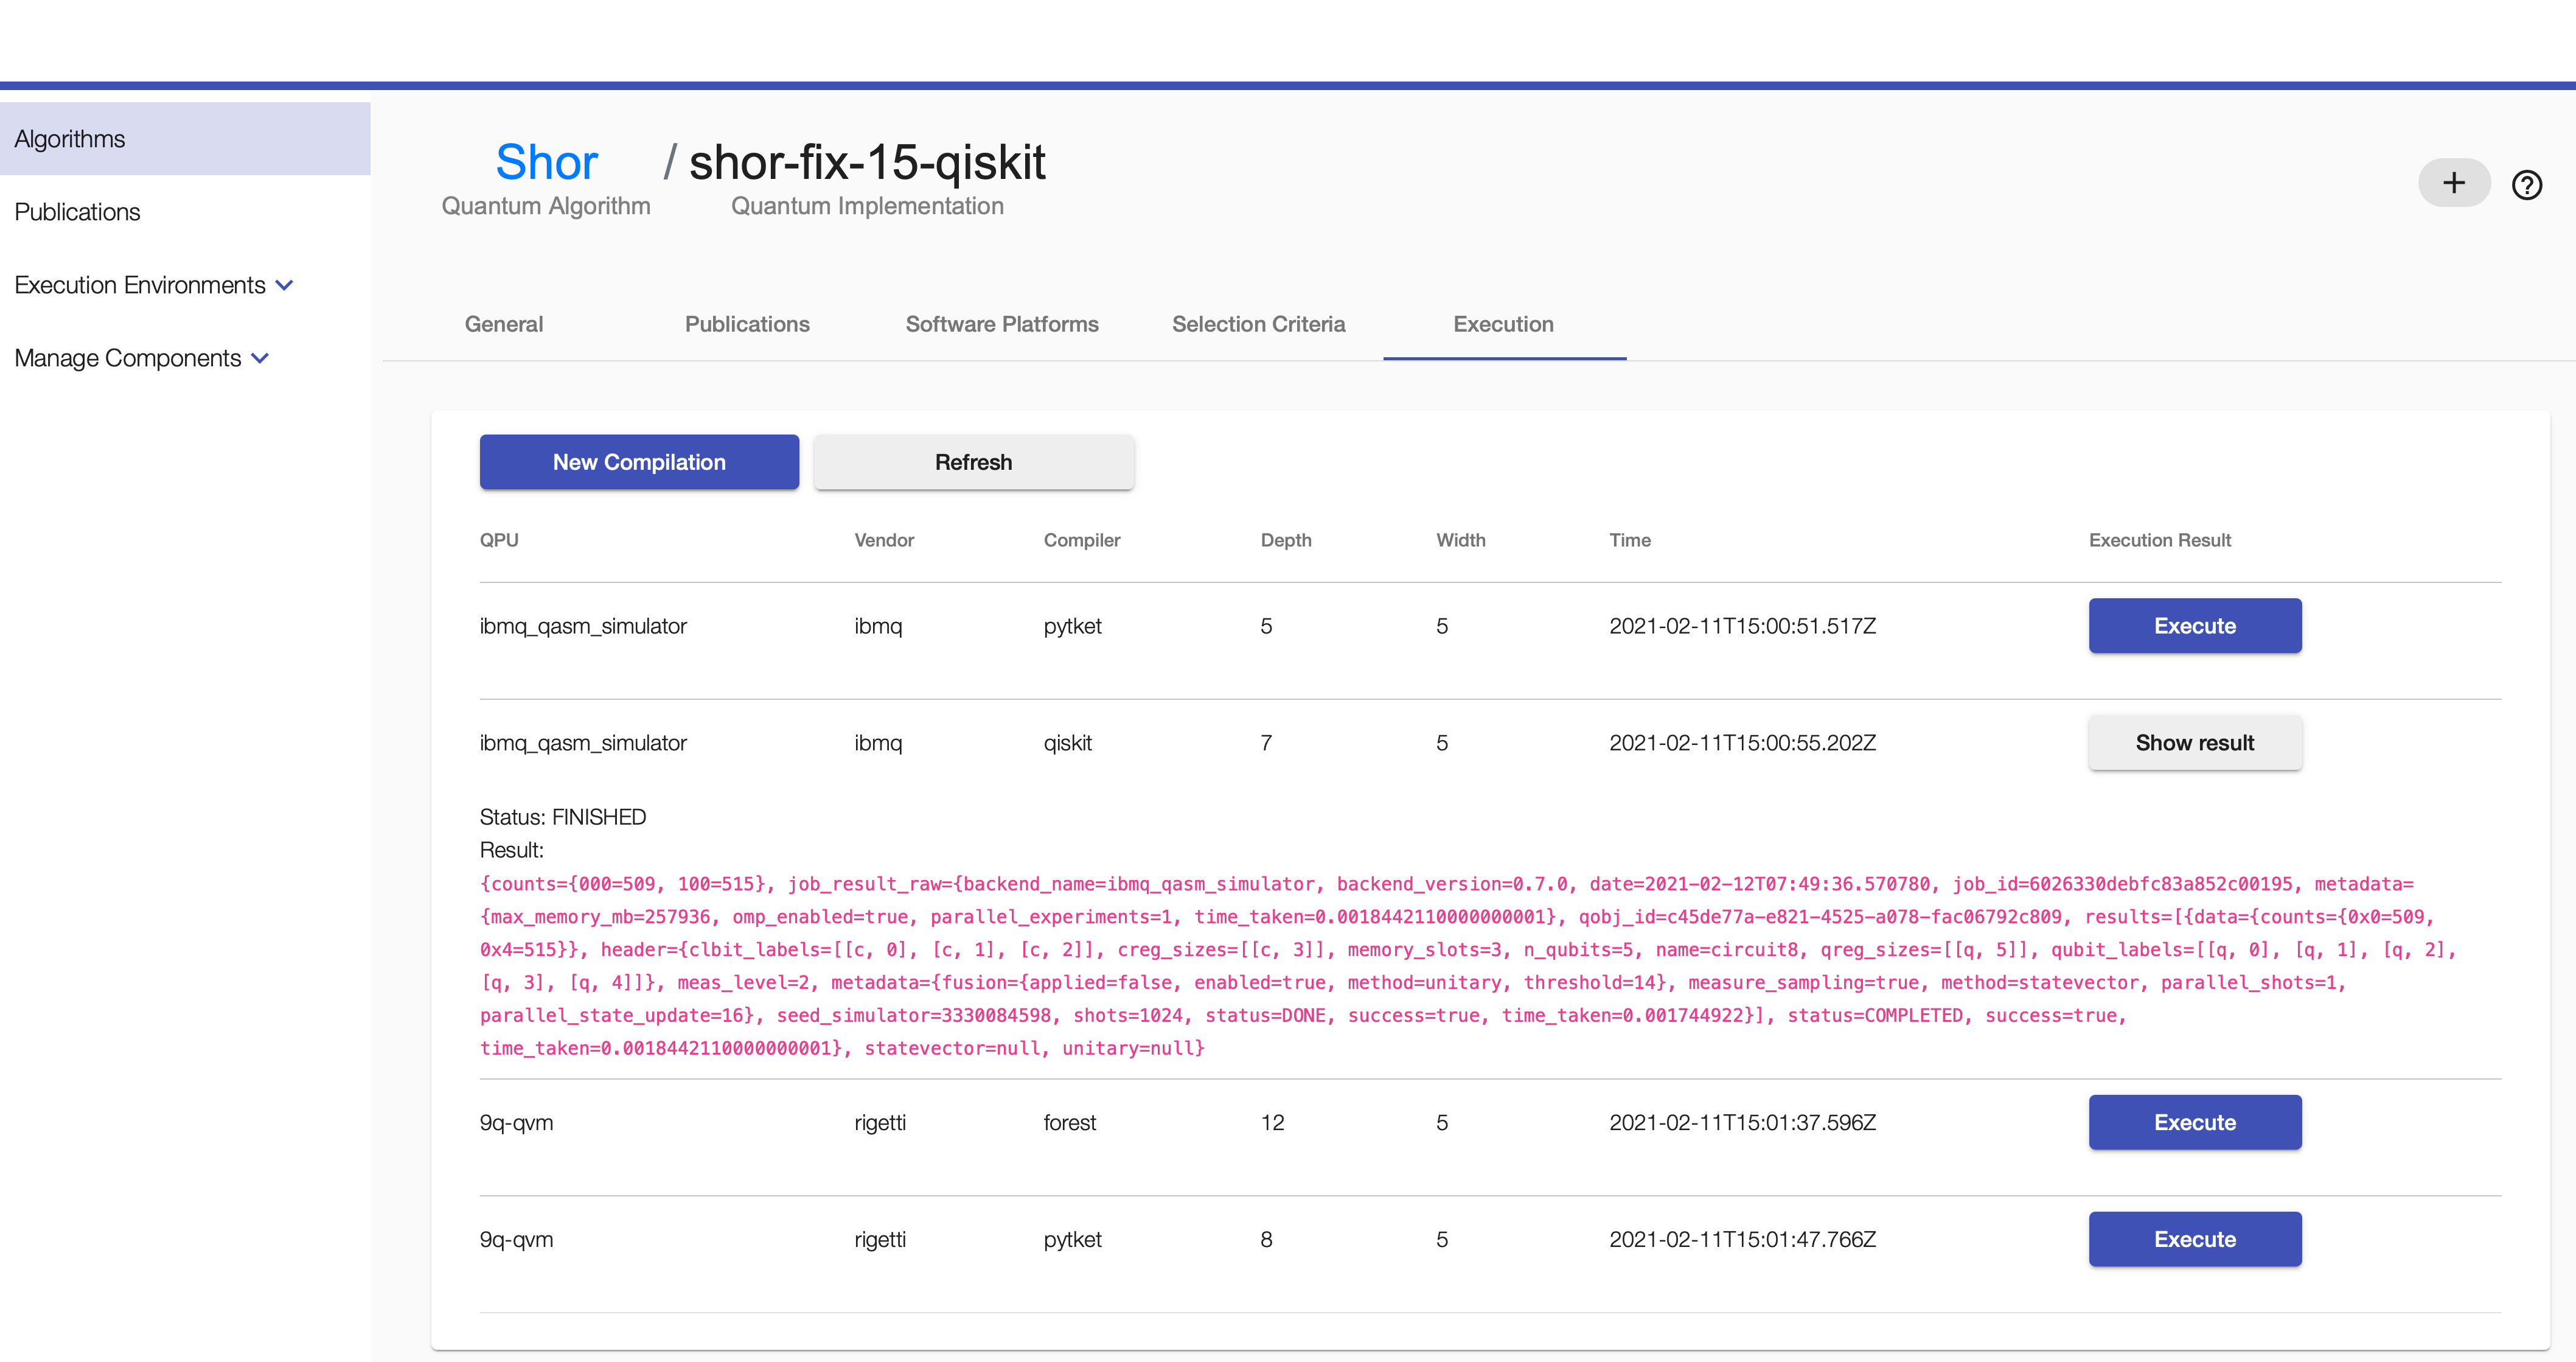 Algorithms
Publications
Execution Environments
Manage Components
Shor / shor-fix-15-qiskit
Quantum Algorithm Quantum Implementation
General Publications Software Platforms Selection Criteria Execution
New Compilation Refresh
QPU Vendor Compiler Depth Width Time Execution Result
ibmq_qasm_simulator ibmq pytket 5 5 2021-02-11T15:00:51.517Z Execute
ibmq_qasm_simulator ibmq qiskit 7 5 2021-02-11T15:00:55.202Z Show result
Status: FINISHED
Result:
{counts={000=509, 100=515}, job_result_raw={backend_name=ibmq_qasm_simulator, backend_version=0.7.0, date=2021-02-12T07:49:36.570780, job_id=6026330debfc83a852c00195, metadata=
{max_memory_mb=257936, omp_enabled=true, parallel_experiments=1, time_taken=0.0018442110000000001}, qobj_id=c45de77a-e821-4525-a078-fac06792c809, results=[{data={counts={0x0=509,
0x4=515}}, header={clbit_labels=[[c, 0], [c, 1], [c, 2]], creg_sizes=[[c, 3]], memory_slots=3, n_qubits=5, name=circuit8, qreg_sizes=[[q, 5]], qubit_labels=[[q, 0], [q, 1], [q, 2],
[q, 3], [q, 4]]}, meas_level=2, metadata={fusion={applied=false, enabled=true, method=unitary, threshold=14}, measure_sampling=true, method=statevector, parallel_shots=1,
parallel_state_update=16}, seed_simulator=3330084598, shots=1024, status=DONE, success=true, time_taken=0.001744922}], status=COMPLETED, success=true,
time_taken=0.0018442110000000001}, statevector=null, unitary=null}
9q-qvm rigetti forest 12 5 2021-02-11T15:01:37.596Z Execute
9q-qvm rigetti pytket 8 5 2021-02-11T15:01:47.766Z Execute